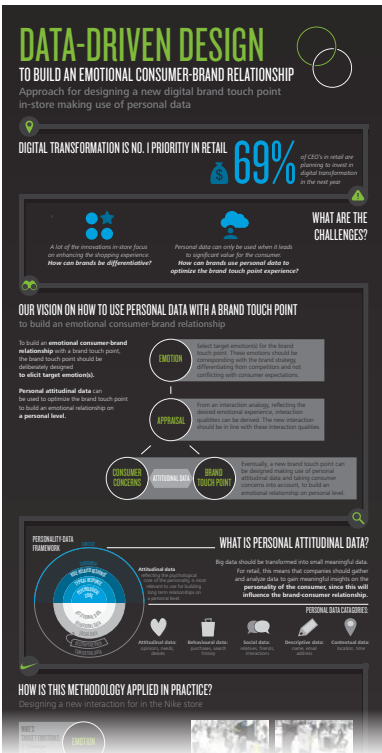 DATA-DRIVEN DESIGN
TO BUILD AN EMOTIONAL CONSUMER-BRAND RELATIONSHIP
Approach for designing a new digital brand touch point
in-store making use of personal data
DIGITAL TRANSFORMATION IS NO. 1 PRIORITIY IN RETAIL
$
69%
of CEO's in retail are
planning to invest in
digital transformation
in the next year
WHAT ARE THE
CHALLENGES?
A lot of the innovations in-store focus
on enhancing the shopping experience.
How can brands be differentiative?
Personal data can only be used when it leads
to significant value for the consumer.
How can brands use personal data to
optimize the brand touch point experience?
OUR VISION ON HOW TO USE PERSONAL DATA WITH A BRAND TOUCH POINT
to build an emotional consumer-brand relationship
To build an emotional consumer-brand
relationship with a brand touch point,
the brand touch point should be
deliberately designed
to elicit target emotion(s).
Personal attitudinal data can
be used to optimize the brand touch point
to build an emotional relationship on
a personal level.
EMOTION
Select target emotion(s) for the brand
touch point. These emotions should be
corresponding with the brand strategy,
differentiating from competitors and not
conflicting with consumer expectations.
APPRAISAL
From an interaction analogy, reflecting the
desired emotional experience, interaction
qualities can be derived. The new interaction
should be in line with these interaction qualities.
CONSUMER
CONCERNS
ATTITUDINAL DATA
BRAND
TOUCH POINT
Eventually, a new brand touch point can
be designed making use of personal
attitudinal data and taking consumer
concerns into account, to build an
emotional relationship on personal level.
PERSONALITY-DATA
FRAMEWORK
WHAT IS PERSONAL ATTITUDINAL DATA?
Attitudinal data
reflecting the psychological
core of the personality, is most
relevant to use for building
long term relationships on
a personal level
Big data should be transformed into small meaningful data.
For retail, this means that companies should gather
and analyze data to gain meaningful insights on the
personality of the consumer, since this will
influence the brand-consumer relationship.
PERSONAL DATA CATAGORIES:
Attitudinal data:
opinions, needs,
desires
Behavioural data:
purchases, search
history
Social data:
relatives, friends,
interactions
Descriptive data:
name, email
address
Contextual data:
location, time
HOW IS THIS METHODOLOGY APPLIED IN PRACTICE?
Designing a new interaction for in the Nike store
NIKE'S
TARGET EMOTIONS
EMOTION